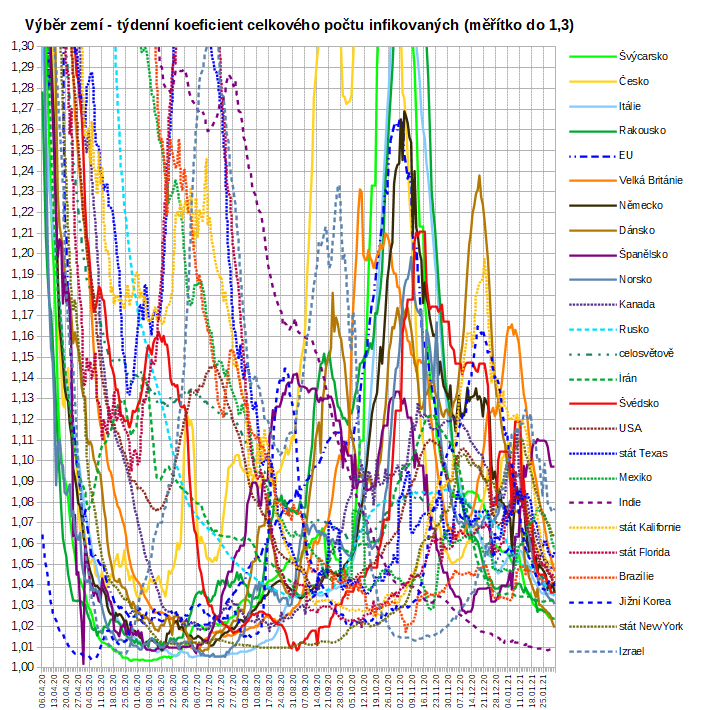 Výběr zemí - týdenní koeficient celkového počtu infikovaných (měřítko do 1,3)
1,30
1,29
1,28
1,27
1,26
1,25
1,24
1,23
1,22
1,21
1,20
1,19
1,18
1,17
1,16
1,15
1,14
1,13
1,12
1,11
1,10
1,09
1,08
1,07
1,06
1,05
1,04
1,03
1,02
1,01
1,00
06.04.20
13.04.20
20.04.20
27.04.20
04.05.20
11.05.20
18.05.20
25.05.20
01.06.20
08.06.20
15.06.20
22.06.20
29.06.20
06.07.20
13.07.20
20.07.20
27.07.20
03.08.20
10.08.20
17.08.20
24.08.20
31.08.20
07.09.20
14.09.20
21.09.20
28.09.20
05.10.20
12.10.20
19.10.20
26.10.20
02.11.20
09.11.20
16.11.20
23.11.20
30.11.20
07.12.20
14.12.20
21.12.20
28.12.20
04.01.21
11.01.21
18.01.21
25.01.21
Švýcarsko
Česko
Itálie
Rakousko
EU
Velká Británie
Německo
Dánsko
Španělsko
Norsko
Kanada
Rusko
celosvětově
Írán
Švédsko
USA
stát Texas
Mexiko
Indie
stát Kalifornie
stát Florida
Brazílie
Jižní Korea
stát NewYork
Izrael